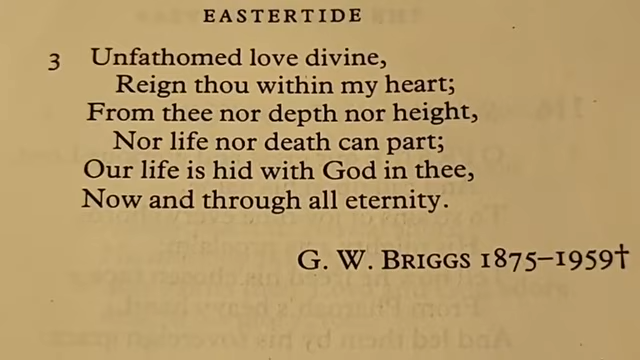 EASTERTIDE
3 Unfathomed love divine,
Reign thou within my heart;
From thee nor depth nor height,
Nor life nor death can part;
Our life is hid with God in thee,
Now and through all eternity.
G. W. BRIGGS 1875–1959†